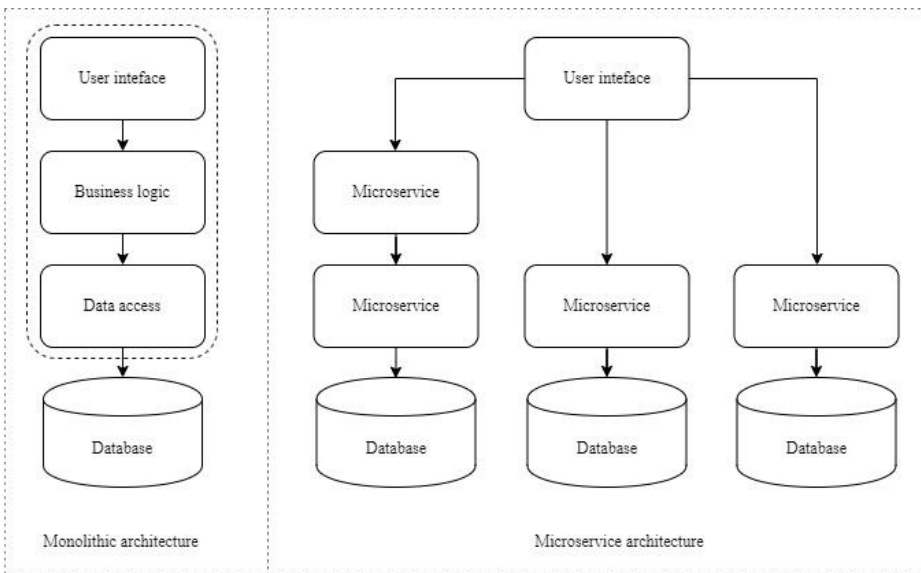 User inteface
Business logic
Data access
Database
Monolithic architecture
User inteface
Microservice
Microservice
Microservice
Microservice
Database
Database
Database
Microservice architecture